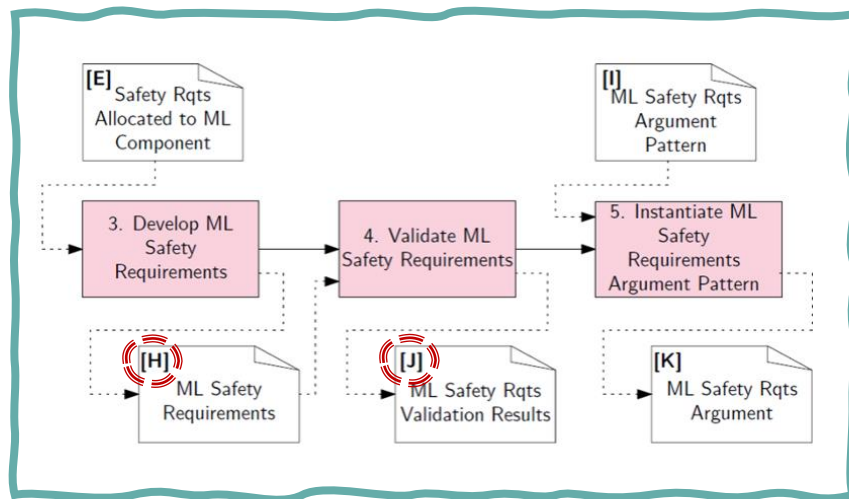 [E]
Safety Rqts
Allocated to ML
Component
[I]
ML Safety Rqts
Argument
Pattern
3. Develop ML
Safety
Requirements
4. Validate ML
Safety Requirements
5. Instantiate ML
Safety
Requirements
Argument Pattern
[H]
ML Safety
Requirements
[J]
ML Safety Rqts
Validation Results
[K]
ML Safety Rqts
Argument